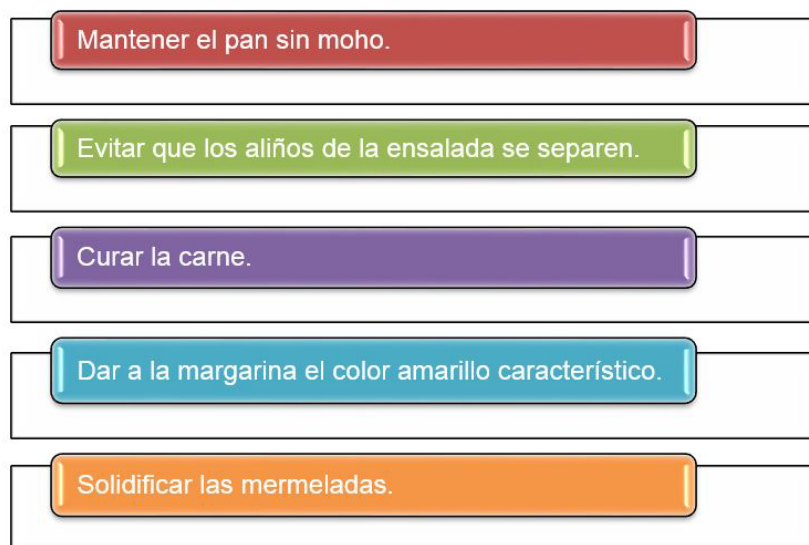 Mantener el pan sin moho.
Evitar que los aliños de la ensalada se separen.
Curar la carne.
Dar a la margarina el color amarillo característico.
Solidificar las mermeladas.